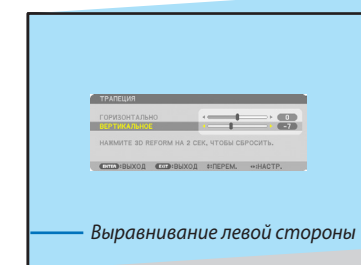 ТРАПЕЦИЯ
ГОРИЗОНТАЛЬНО 0
ВЕРТИКАЛЬНОЕ -7
НАЖМИТЕ 3D REFORM НА 2 СЕК. ЧТОБЫ СБРОСИТЬ.
ENTER:ВЫХОД EXIT:ВЫХОД ↕:ПЕРЕМ. ↔:НАСТР.
Выравнивание левой стороны